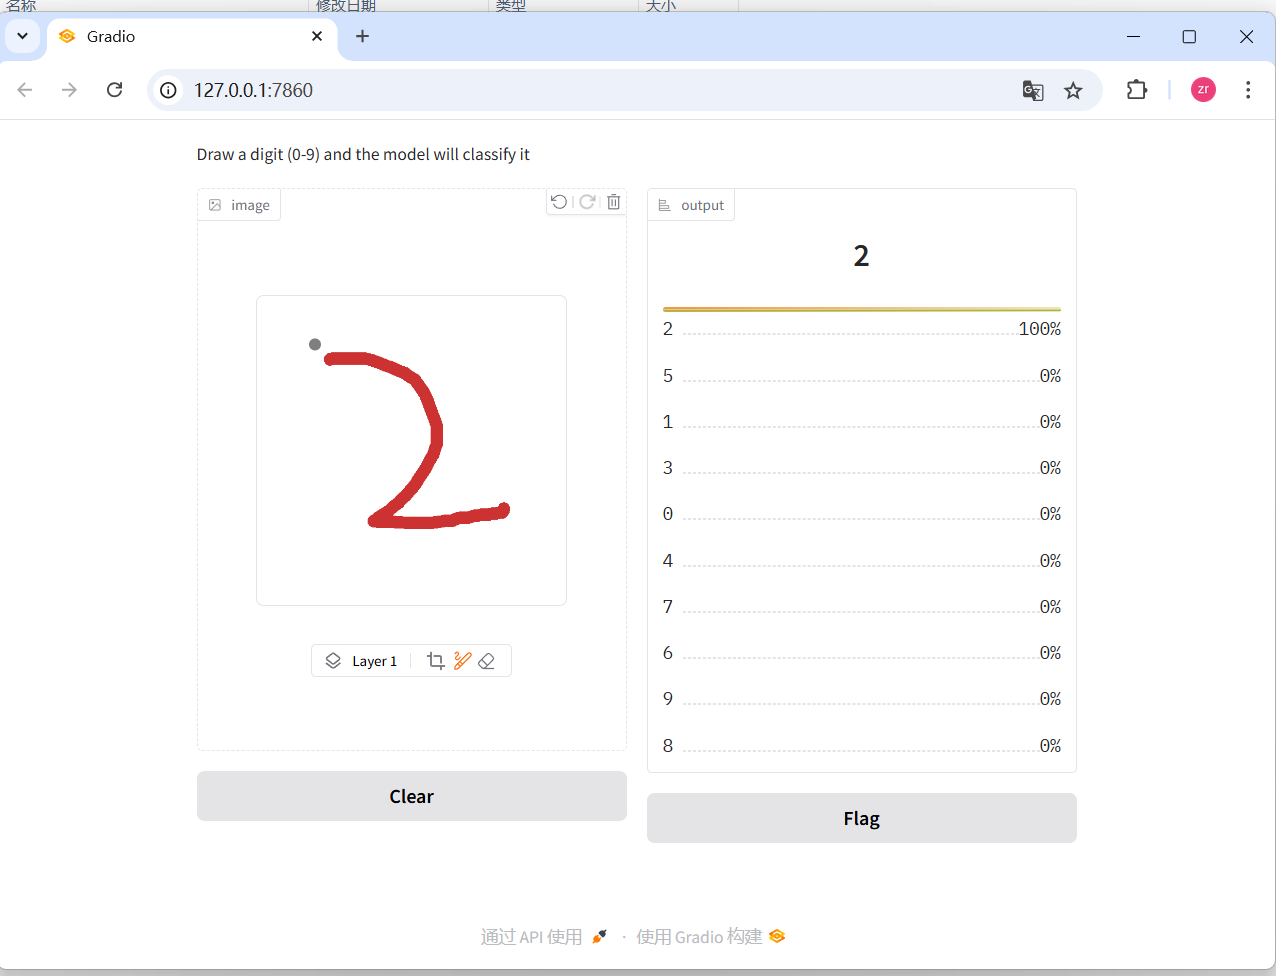 名称 修改日期 类型 大小
Gradio
127.0.0.1:7860
zr
Draw a digit (0-9) and the model will classify it
image
output
2
2 100%
5 0%
1 0%
3 0%
0 0%
4 0%
7 0%
6 0%
9 0%
8 0%
2
Layer 1
Clear
Flag
通过 API 使用 · 使用 Gradio 构建